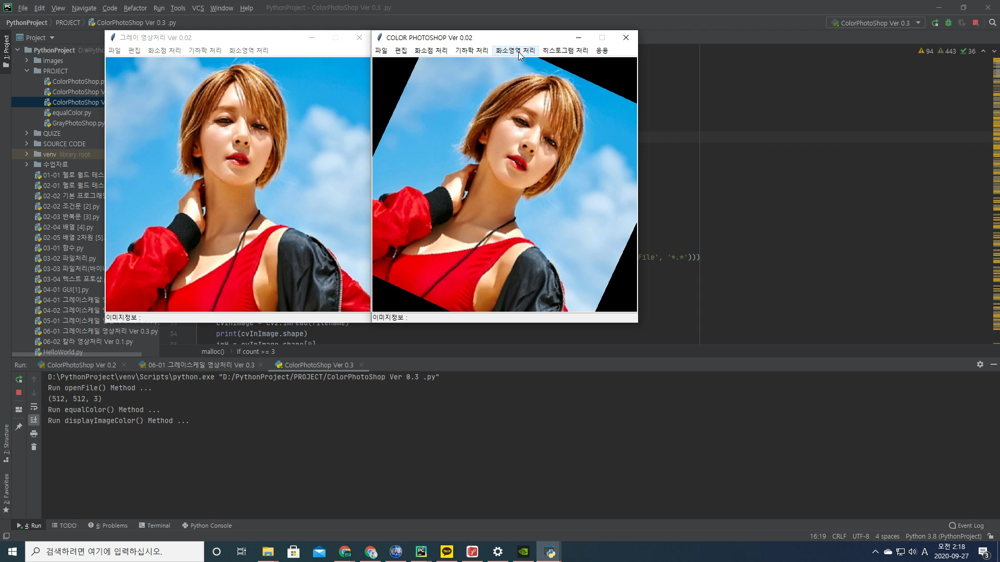 File Edit View Navigate Code Refactor Run Tools VCS Window Help PythonProject - ColorPhotoShop Ver 0.3 .py
PythonProject PROJECT ColorPhotoShop Ver 0.3 .py
ColorPhotoShop Ver 0.3
1: Project
Project
그레이 영상처리 Ver 0.02
파일 편집 화소점 처리 기하학 처리 화소영역 처리
이미지정보 :
COLOR PHOTOSHOP Ver 0.02
파일 편집 화소점 처리 기하학 처리 화소영역 처리 히스토그램 처리 응용
이미지정보 :
94 443 36
PythonProject D:₩Pytho
images
PROJECT
ColorPhotoShop.p
ColorPhotoShop V
ColorPhotoShop V
equalColor.py
GrayPhotoShop.py
QUIZE
SOURCE CODE
venv library root
수업자료
01-01 헬로 월드 테스
02-01 헬로 월드 테스
02-02 기본 프로그래밍
02-02 조건문 [2].py
02-03 반복문 [3].py
02-04 배열 [4].py
02-05 배열 2차원 [5].
03-01 함수.py
03-02 파일처리.py
03-03 파일처리(바이너
03-04 텍스트 포토샵.
04-01 GUI[1].py
04-01 그레이스케일
04-02 그레이스케일
05-01 그레이스케일
06-01 그레이스케일 영상처리 Ver 0.3.py
06-02 칼라 영상처리 Ver 0.1.py
HelloWorld.py
File', '*.*')))
33 cvInImage = cv2.imread(filename)
34 print(cvInImage.shape)
35 inH = cvInImage.shape[0]
malloc() if count >= 3
Run: ColorPhotoShop Ver 0.2 06-01 그레이스케일 영상처리 Ver 0.3 ColorPhotoShop Ver 0.3
D:\PythonProject\venv\Scripts\python.exe "D:/PythonProject/PROJECT/ColorPhotoShop Ver 0.3 .py"
Run openFile() Method ...
(512, 512, 3)
Run equalColor() Method ...
Run displayImageColor() Method ...
7: Structure
2: Favorites
4: Run TODO 6: Problems Terminal Python Console Event Log
16:19 CRLF UTF-8 4 spaces Python 3.8 (PythonProject)
검색하려면 여기에 입력하십시오.
A 오전 2:18
2020-09-27
3